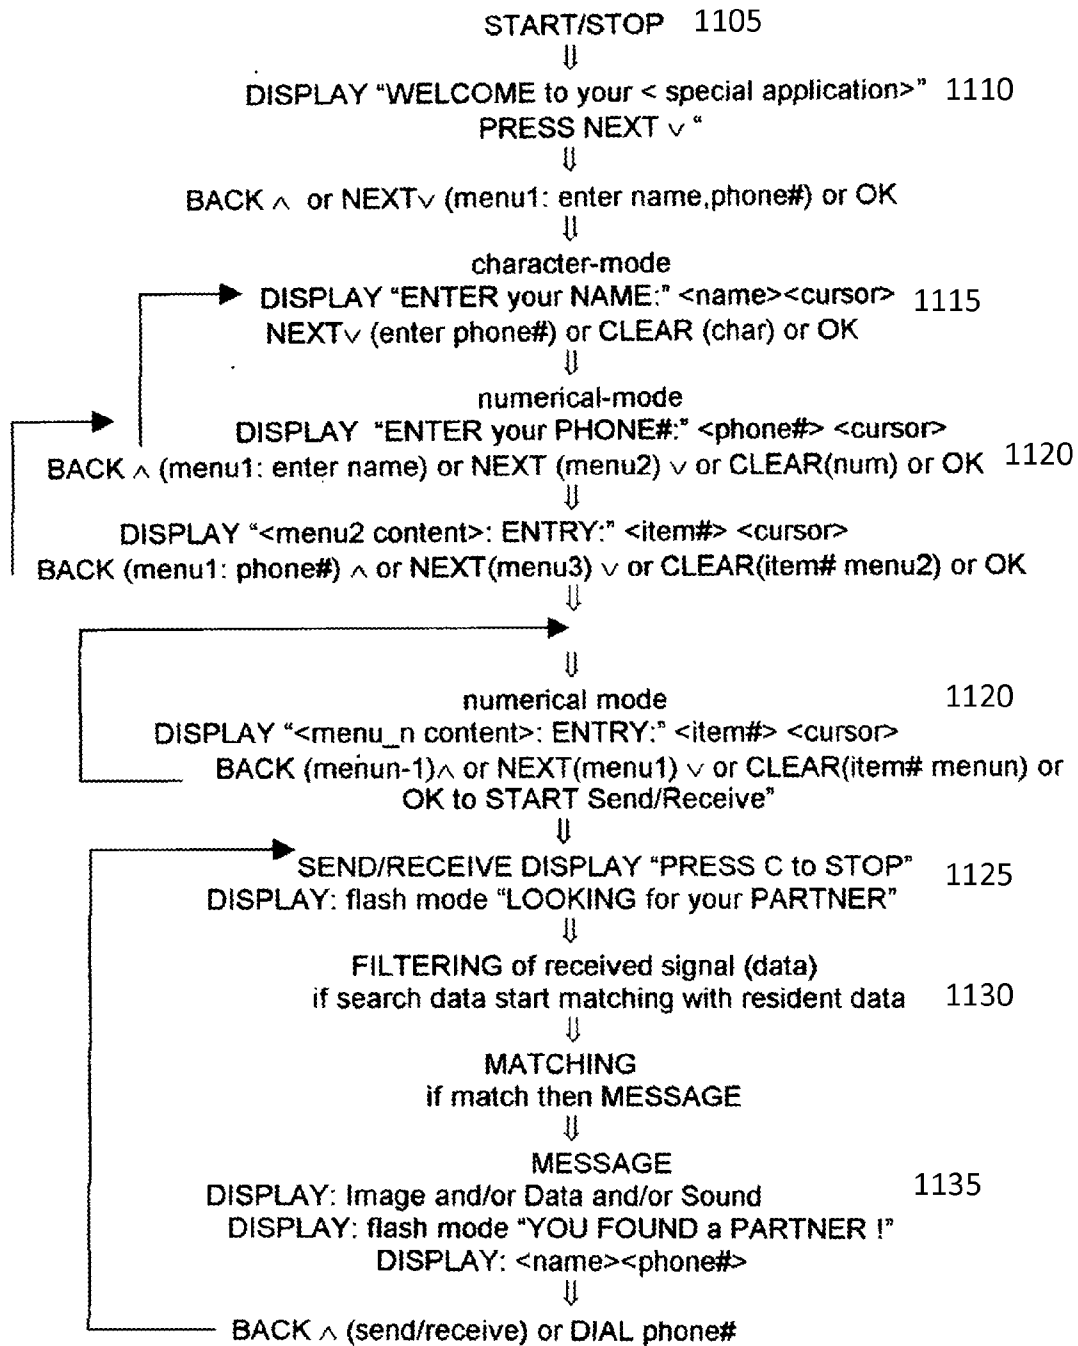 START/STOP 1105
⇓
DISPLAY “WELCOME to your < special application>” 1110
PRESS NEXT ∨ “
⇓
BACK ∧ or NEXT∨ (menu1: enter name,phone#) or OK
⇓
character-mode
DISPLAY “ENTER your NAME:” <name><cursor> 1115
NEXT∨ (enter phone#) or CLEAR (char) or OK
⇓
numerical-mode
DISPLAY “ENTER your PHONE#:” <phone#> <cursor>
BACK ∧ (menu1: enter name) or NEXT (menu2) ∨ or CLEAR(num) or OK 1120
⇓
DISPLAY “<menu2 content>: ENTRY:” <item#> <cursor>
BACK (menu1: phone#) ∧ or NEXT(menu3) ∨ or CLEAR(item# menu2) or OK
⇓
⇓
numerical mode 1120
DISPLAY “<menu_n content>: ENTRY:” <item#> <cursor>
BACK (menun-1)∧ or NEXT(menu1) ∨ or CLEAR(item# menun) or
OK to START Send/Receive”
⇓
SEND/RECEIVE DISPLAY “PRESS C to STOP” 1125
DISPLAY: flash mode “LOOKING for your PARTNER”
⇓
FILTERING of received signal (data)
if search data start matching with resident data 1130
⇓
MATCHING
if match then MESSAGE
⇓
MESSAGE
DISPLAY: Image and/or Data and/or Sound 1135
DISPLAY: flash mode “YOU FOUND a PARTNER !”
DISPLAY: <name><phone#>
⇓
BACK ∧ (send/receive) or DIAL phone#